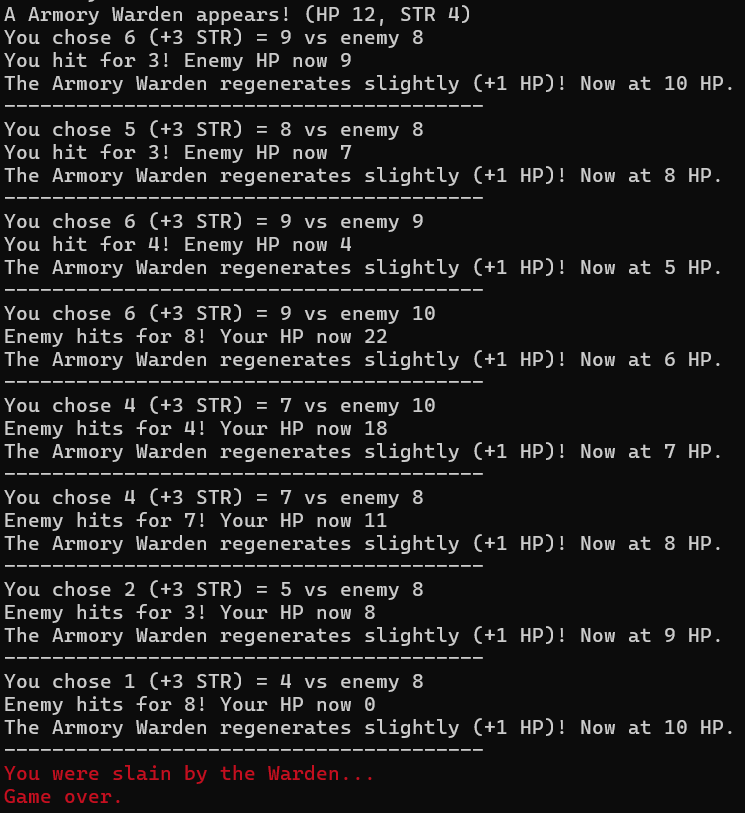 A Armory Warden appears! (HP 12, STR 4)
You chose 6 (+3 STR) = 9 vs enemy 8
You hit for 3! Enemy HP now 9
The Armory Warden regenerates slightly (+1 HP)! Now at 10 HP.
----------------------------------------
You chose 5 (+3 STR) = 8 vs enemy 8
You hit for 3! Enemy HP now 7
The Armory Warden regenerates slightly (+1 HP)! Now at 8 HP.
----------------------------------------
You chose 6 (+3 STR) = 9 vs enemy 9
You hit for 4! Enemy HP now 4
The Armory Warden regenerates slightly (+1 HP)! Now at 5 HP.
----------------------------------------
You chose 6 (+3 STR) = 9 vs enemy 10
Enemy hits for 8! Your HP now 22
The Armory Warden regenerates slightly (+1 HP)! Now at 6 HP.
----------------------------------------
You chose 4 (+3 STR) = 7 vs enemy 10
Enemy hits for 4! Your HP now 18
The Armory Warden regenerates slightly (+1 HP)! Now at 7 HP.
----------------------------------------
You chose 4 (+3 STR) = 7 vs enemy 8
Enemy hits for 7! Your HP now 11
The Armory Warden regenerates slightly (+1 HP)! Now at 8 HP.
----------------------------------------
You chose 2 (+3 STR) = 5 vs enemy 8
Enemy hits for 3! Your HP now 8
The Armory Warden regenerates slightly (+1 HP)! Now at 9 HP.
----------------------------------------
You chose 1 (+3 STR) = 4 vs enemy 8
Enemy hits for 8! Your HP now 0
The Armory Warden regenerates slightly (+1 HP)! Now at 10 HP.
----------------------------------------
You were slain by the Warden...
Game over.